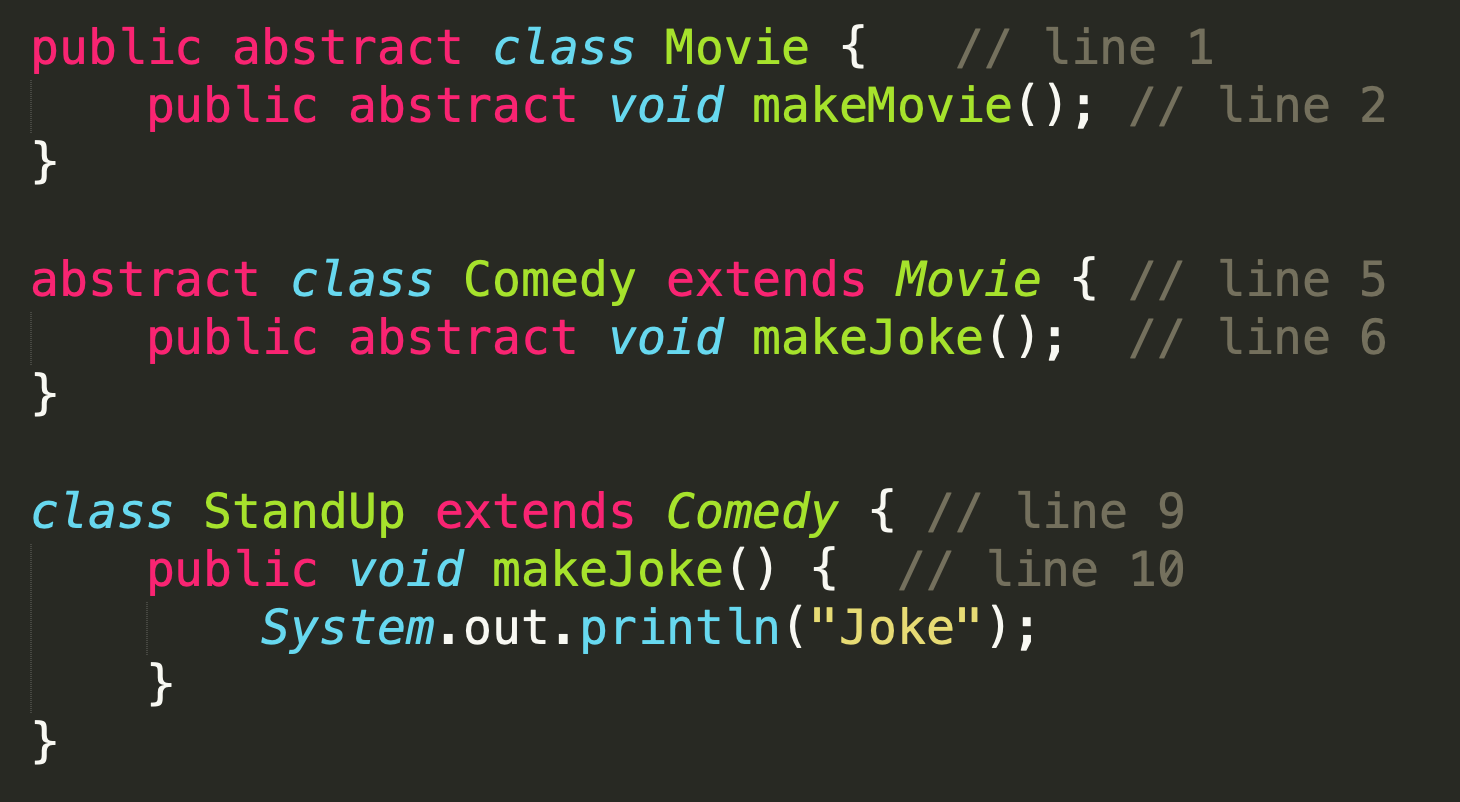 public abstract class Movie {   // line 1
    public abstract void makeMovie(); // line 2
}
abstract class Comedy extends Movie { // line 5
    public abstract void makeJoke();  // line 6
}
class StandUp extends Comedy { // line 9
    public void makeJoke() {  // line 10
        System.out.println("Joke");
    }
}